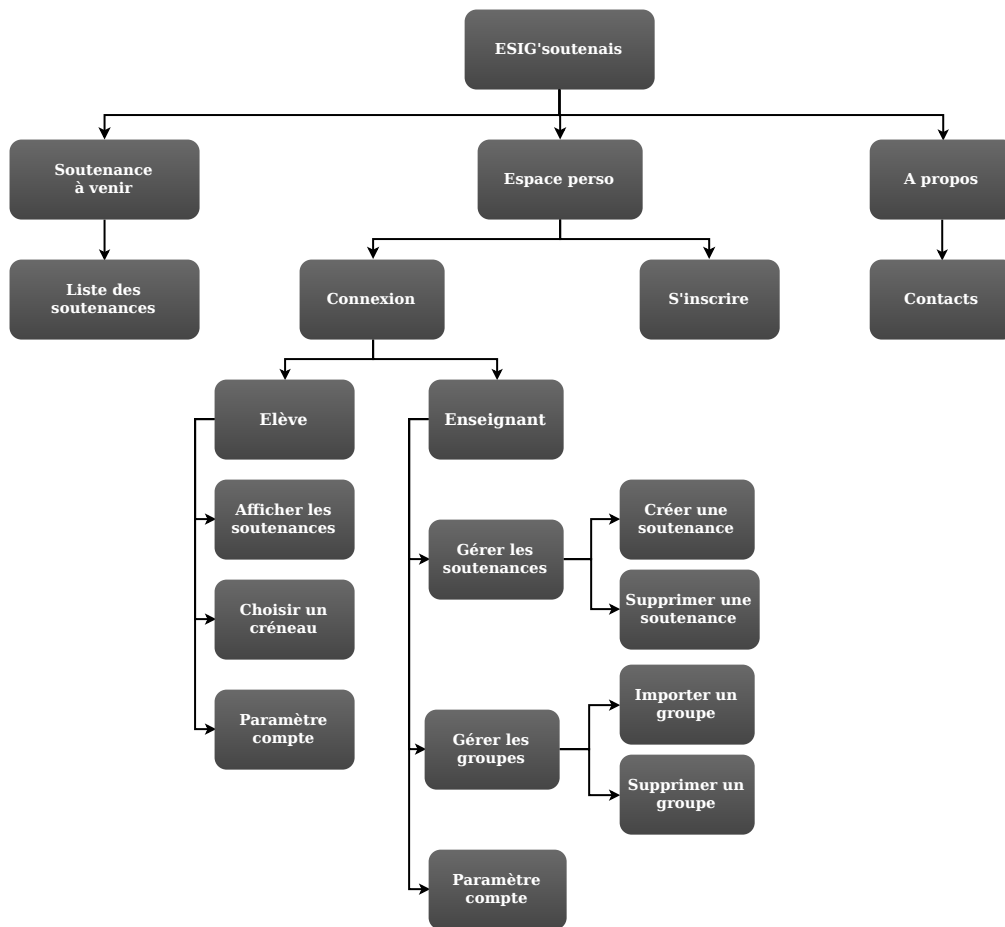 ESIG'soutenais
Soutenance
à venir
Espace perso
A propos
Liste des
soutenances
Connexion
S'inscrire
Contacts
Elève
Enseignant
Afficher les
soutenances
Créer une
soutenance
Gérer les
soutenances
Choisir un
créneau
Supprimer une
soutenance
Paramètre
compte
Importer un
groupe
Gérer les
groupes
Supprimer un
groupe
Paramètre
compte